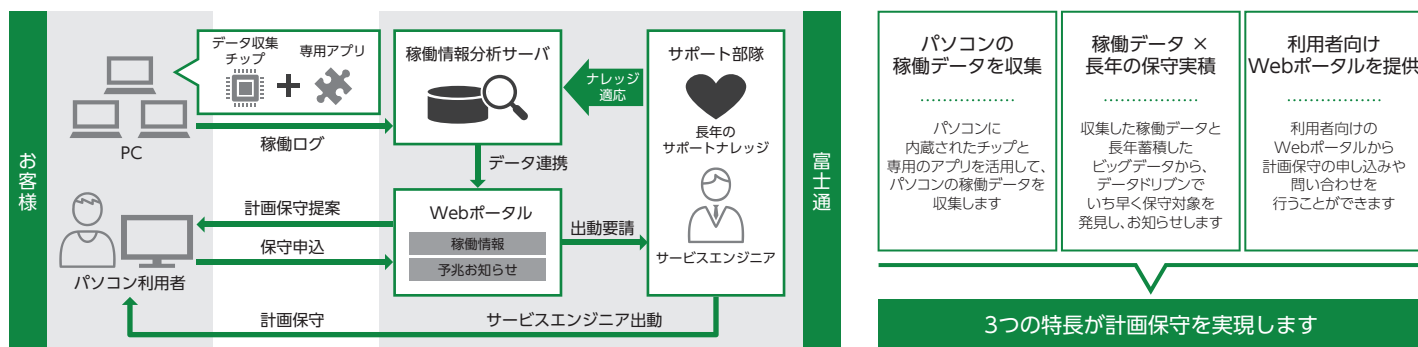 お客様
データ収集
チップ
専用アプリ
PC
稼働ログ
稼働情報分析サーバ
ナレッジ
適応
サポート部隊
長年の
サポートナレッジ
サービスエンジニア
データ連携
Webポータル
稼働情報
予兆お知らせ
計画保守提案
保守申込
出動要請
パソコン利用者
計画保守
サービスエンジニア出動
富士通
パソコンの
稼働データを収集
パソコンに
内蔵されたチップと
専用のアプリを活用して、
パソコンの稼働データを
収集します
稼働データ ×
長年の保守実積
収集した稼働データと
長年蓄積した
ビッグデータから、
データドリブンで
いち早く保守対象を
発見し、お知らせします
利用者向け
Webポータルを提供
利用者向けの
Webポータルから
計画保守の申し込みや
問い合わせを
行うことができます
3つの特長が計画保守を実現します